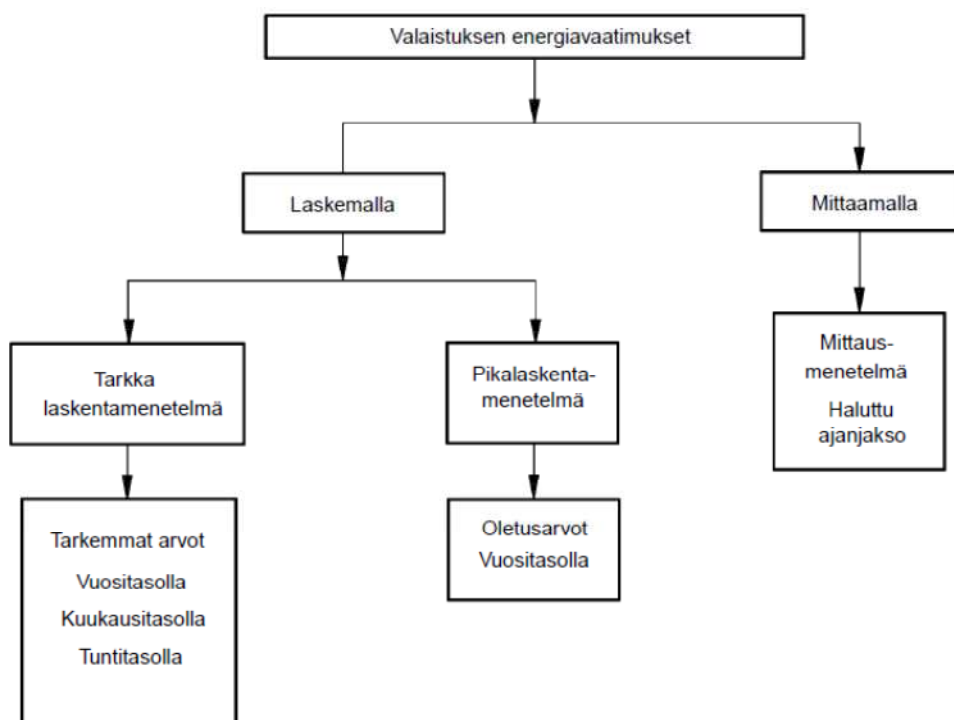 Valaistuksen energiavaatimukset
Laskemalla
Mittaamalla
Tarkka
laskentamenetelmä
Pikalaskenta-
menetelmä
Mittaus-
menetelmä
Haluttu
ajanjakso
Tarkemmat arvot
Vuositasolla
Kuukausitasolla
Tuntitasolla
Oletusarvot
Vuositasolla